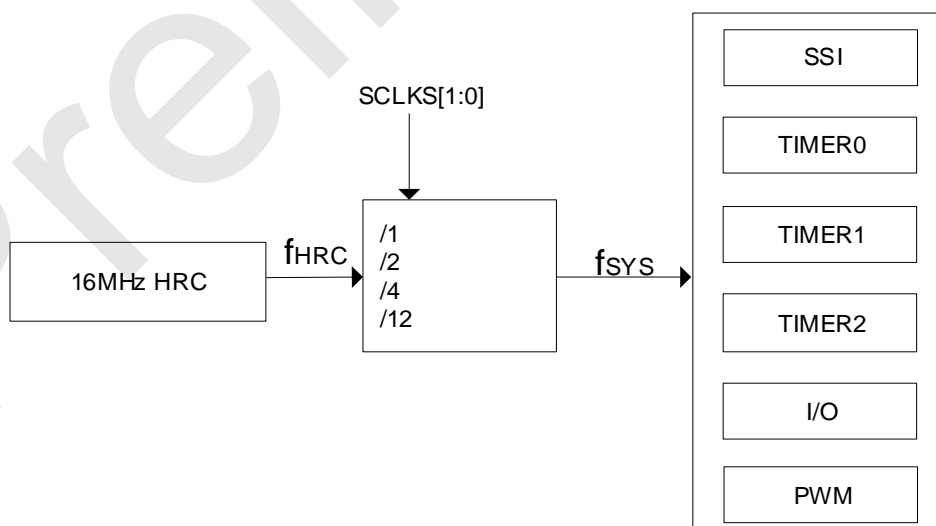 SCLKS[1:0]
16MHz HRC
fHRC
/1
/2
/4
/12
fSYS
SSI
TIMER0
TIMER1
TIMER2
I/O
PWM